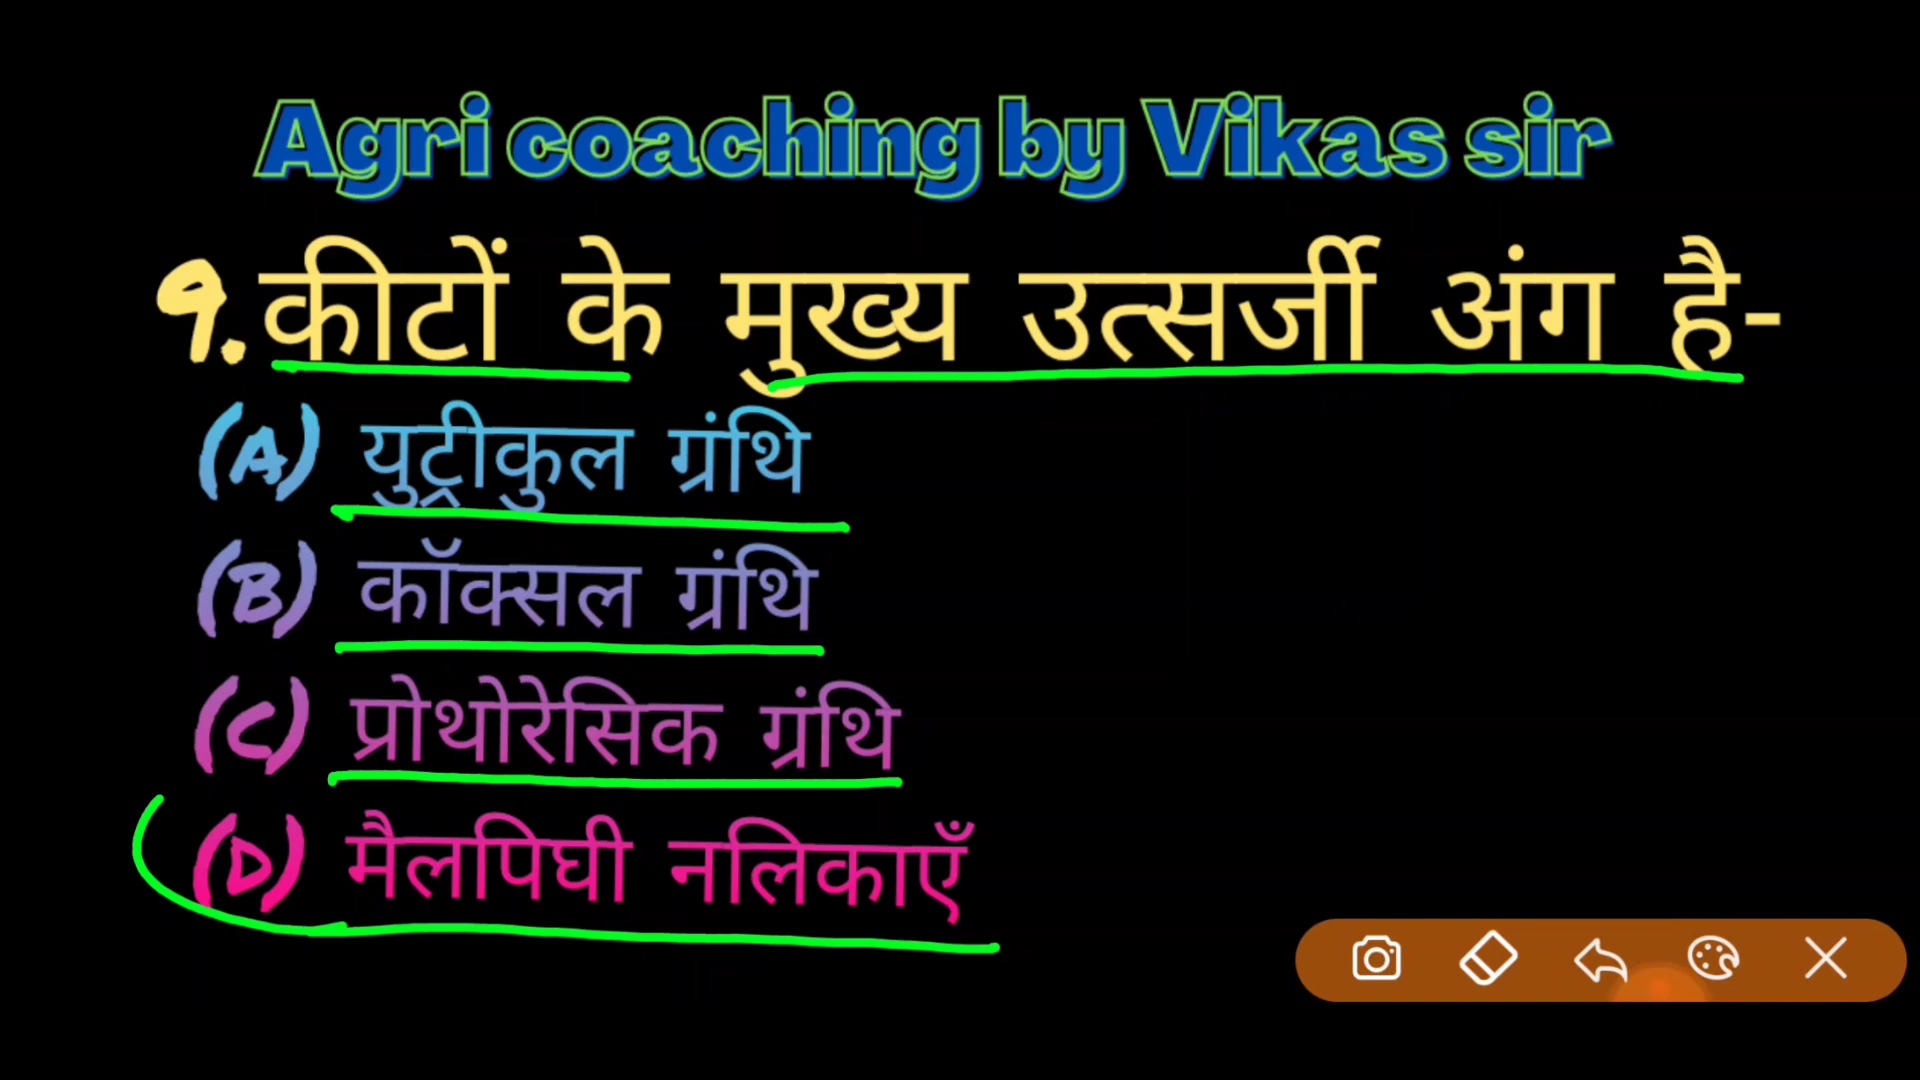 Agri coaching by Vikas sir
9. कीटों के मुख्य उत्सर्जी अंग है-
(A) युट्रीकुल ग्रंथि
(B) कॉक्सल ग्रंथि
(C) प्रोथोरेसिक ग्रंथि
(D) मैलपिघी नलिकाएँ